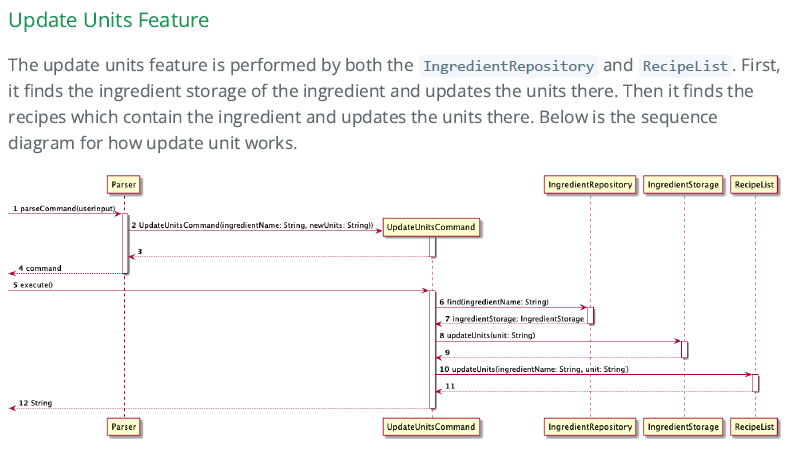 Update Units Feature
The update units feature is performed by both the IngredientRepository and RecipeList. First,
it finds the ingredient storage of the ingredient and updates the units there. Then it finds the
recipes which contain the ingredient and updates the units there. Below is the sequence
diagram for how update unit works.
Parser IngredientRepository IngredientStorage RecipeList
1 parseCommand(userInput)
2 UpdateUnitsCommand(ingredientName: String, newUnits: String))
UpdateUnitsCommand
3
4 command
5 execute()
6 find(ingredientName: String)
7 ingredientStorage: IngredientStorage
8 updateUnits(unit: String)
9
10 updateUnits(ingredientName: String, unit: String)
11
12 String
Parser UpdateUnitsCommand IngredientRepository IngredientStorage RecipeList